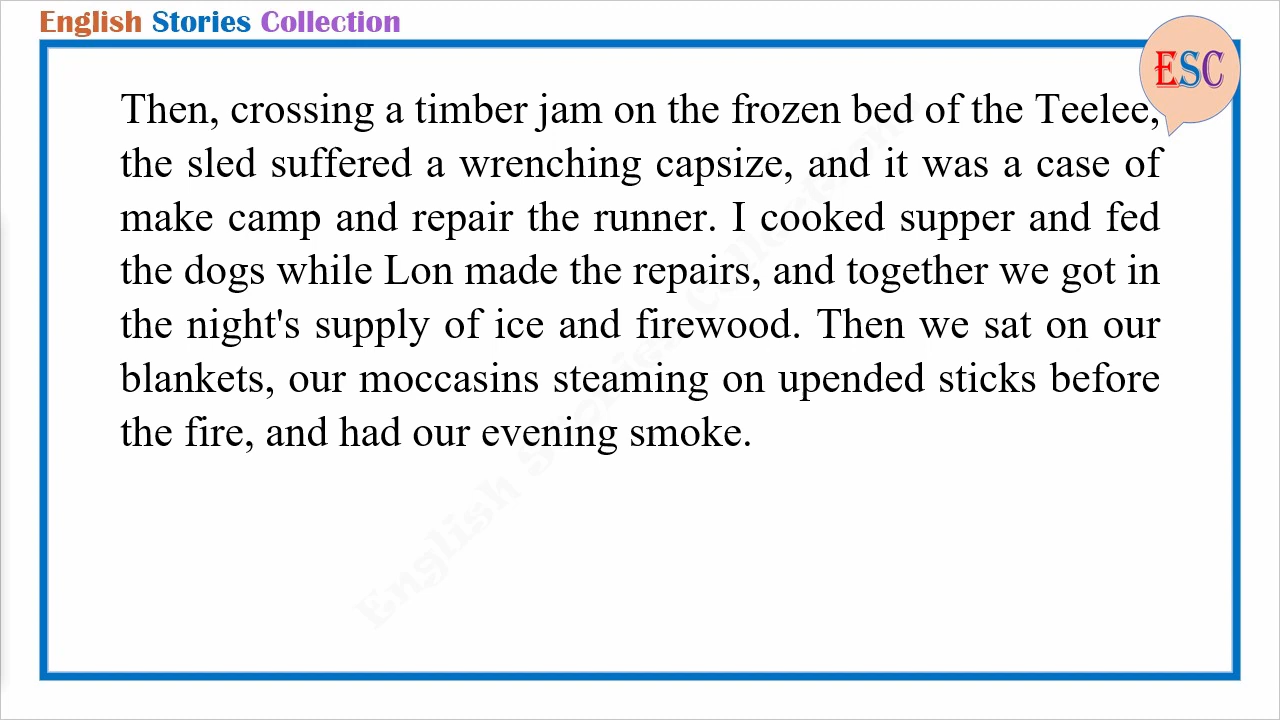 English Stories Collection
ESC
Then, crossing a timber jam on the frozen bed of the Teelee,
the sled suffered a wrenching capsize, and it was a case of
make camp and repair the runner. I cooked supper and fed
the dogs while Lon made the repairs, and together we got in
the night's supply of ice and firewood. Then we sat on our
blankets, our moccasins steaming on upended sticks before
the fire, and had our evening smoke.
English Stories Collection